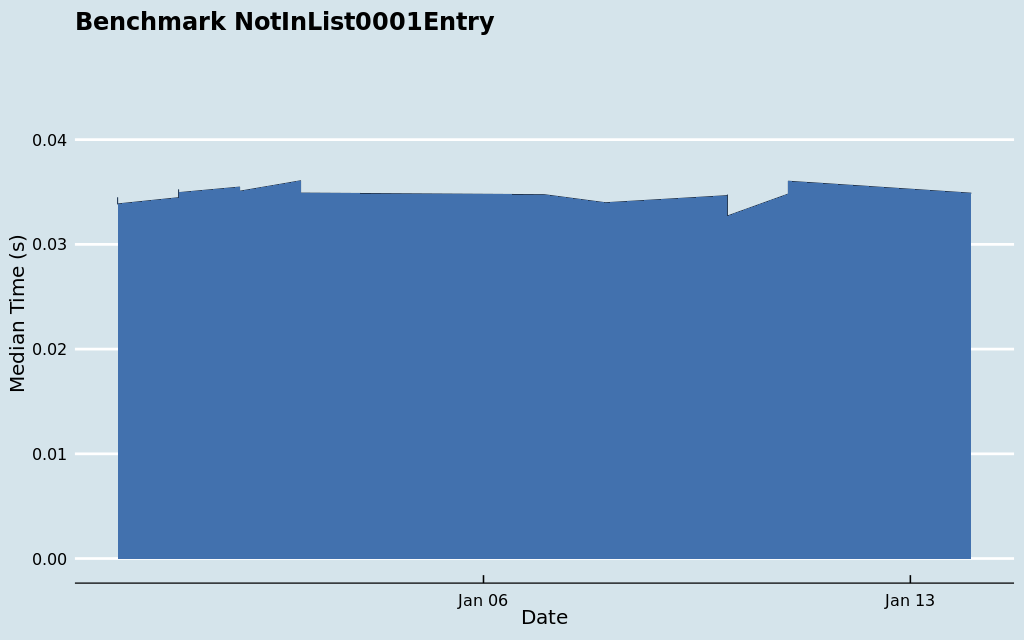 Benchmark NotInList0001Entry
0.04
0.03
0.02
0.01
0.00
Median Time (s)
Jan 06
Jan 13
Date